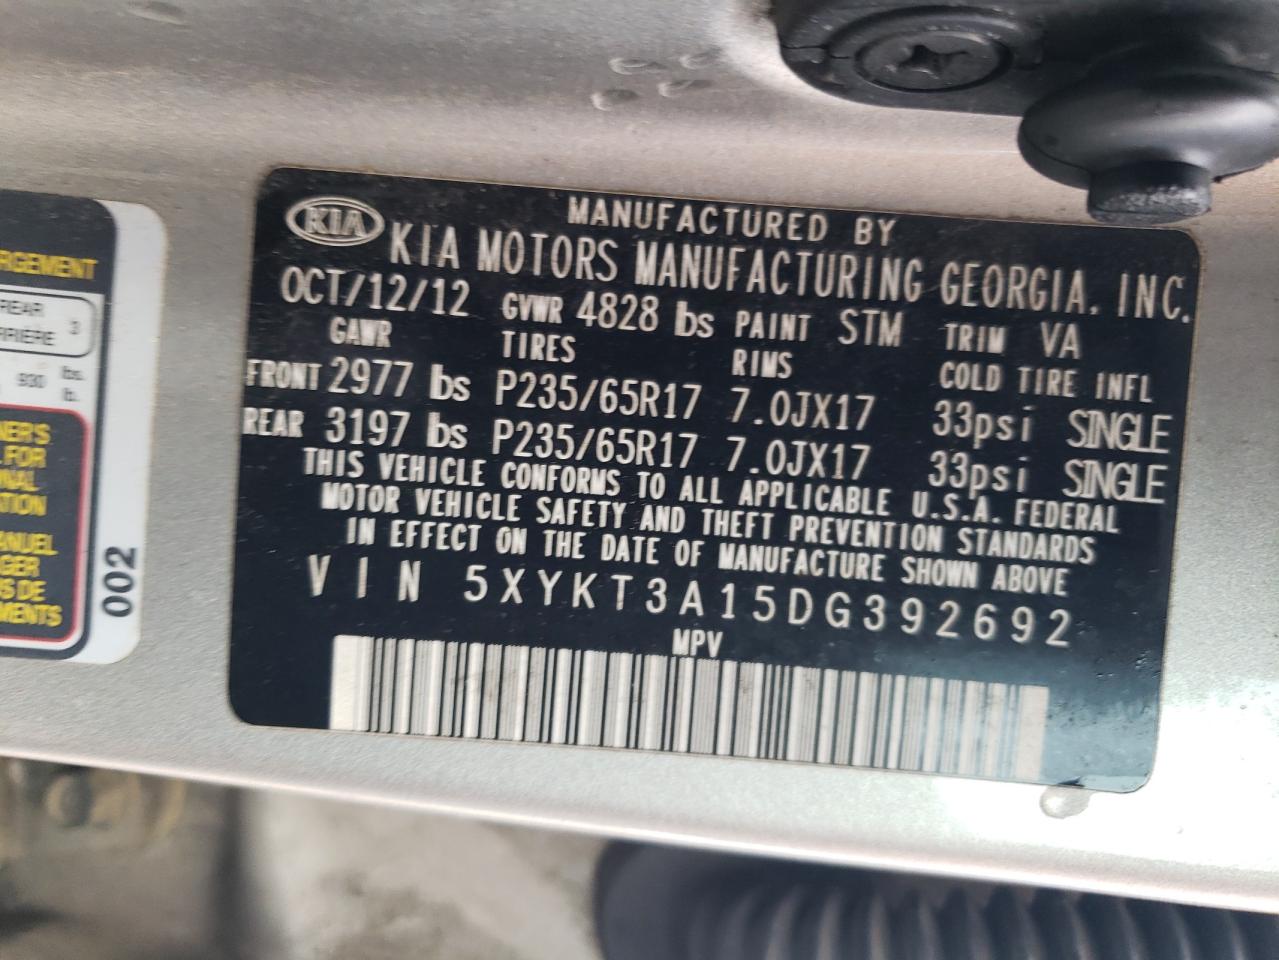 KIA
MANUFACTURED BY
KIA MOTORS MANUFACTURING GEORGIA, INC.
OCT/12/12 GVWR 4828 lbs PAINT STM TRIM VA
GAWR TIRES RIMS COLD TIRE INFL
FRONT 2977 lbs P235/65R17 7.0JX17 33psi SINGLE
REAR 3197 lbs P235/65R17 7.0JX17 33psi SINGLE
THIS VEHICLE CONFORMS TO ALL APPLICABLE U.S.A. FEDERAL
MOTOR VEHICLE SAFETY AND THEFT PREVENTION STANDARDS
IN EFFECT ON THE DATE OF MANUFACTURE SHOWN ABOVE
VIN 5XYKT3A15DG392692
MPV
REAR
3
930 lbs.
lb.
002